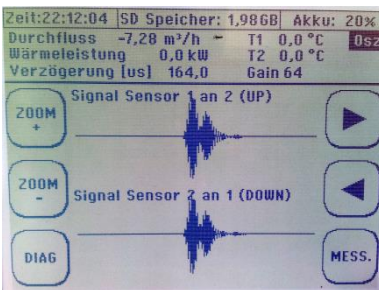 Zeit:22:12:04 SD Speicher: 1,98GB Akku: 20%
Durchfluss -7,28 m³/h - T1 0,0 °C Osz
Wärmeleistung 0,0 kW T2 0,0 °C
Verzögerung [us] 164,0 Gain 64
Signal Sensor 1 an 2 (UP)
ZOOM
+
ZOOM
-
Signal Sensor 2 an 1 (DOWN)
DIAG
MESS.